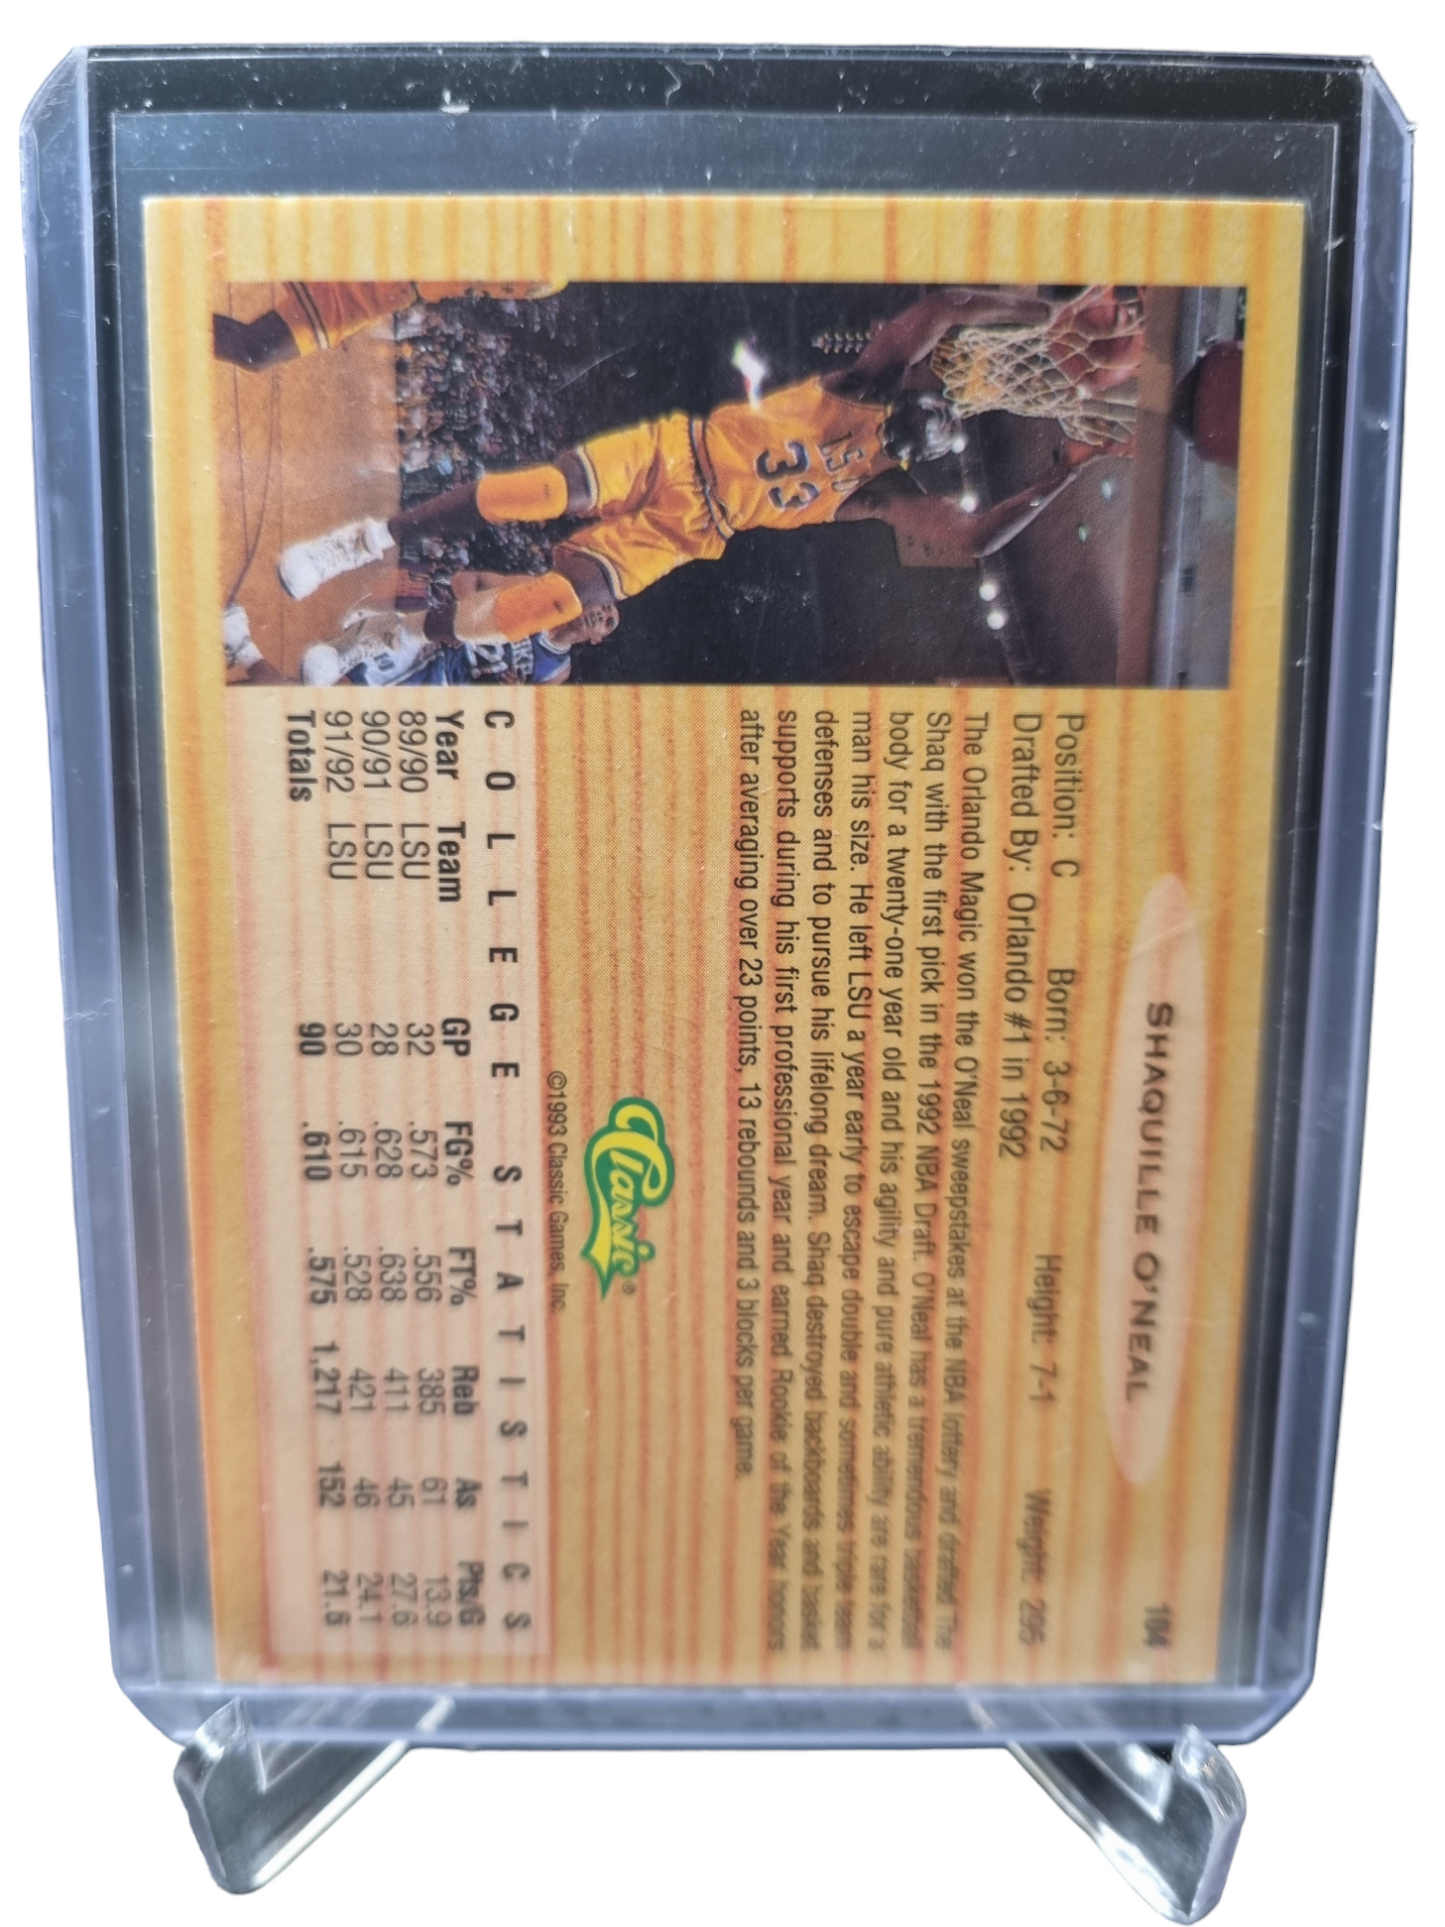 104
SHAQUILLE O'NEAL
Position: C Born: 3-6-72 Height: 7-1 Weight: 295
Drafted By: Orlando #1 in 1992
The Orlando Magic won the O'Neal sweepstakes at the NBA lottery and drafted The
Shaq with the first pick in the 1992 NBA Draft. O'Neal has a tremendous basketball
body for a twenty-one year old and his agility and pure athletic ability are rare for a
man his size. He left LSU a year early to escape double and sometimes triple team
defenses and to pursue his lifelong dream. Shaq destroyed backboards and basket
supports during his first professional year and earned Rookie of the Year honors
after averaging over 23 points, 13 rebounds and 3 blocks per game.
Classic®
©1993 Classic Games, Inc.
COLLEGE STATISTICS
Year Team GP FG% FT% Reb As Pts/G
89/90 LSU 32 .573 .556 385 61 13.9
90/91 LSU 28 .628 .638 411 45 27.6
91/92 LSU 30 .615 .528 421 46 24.1
Totals 90 .610 .575 1,217 152 21.6
LSU
33
21